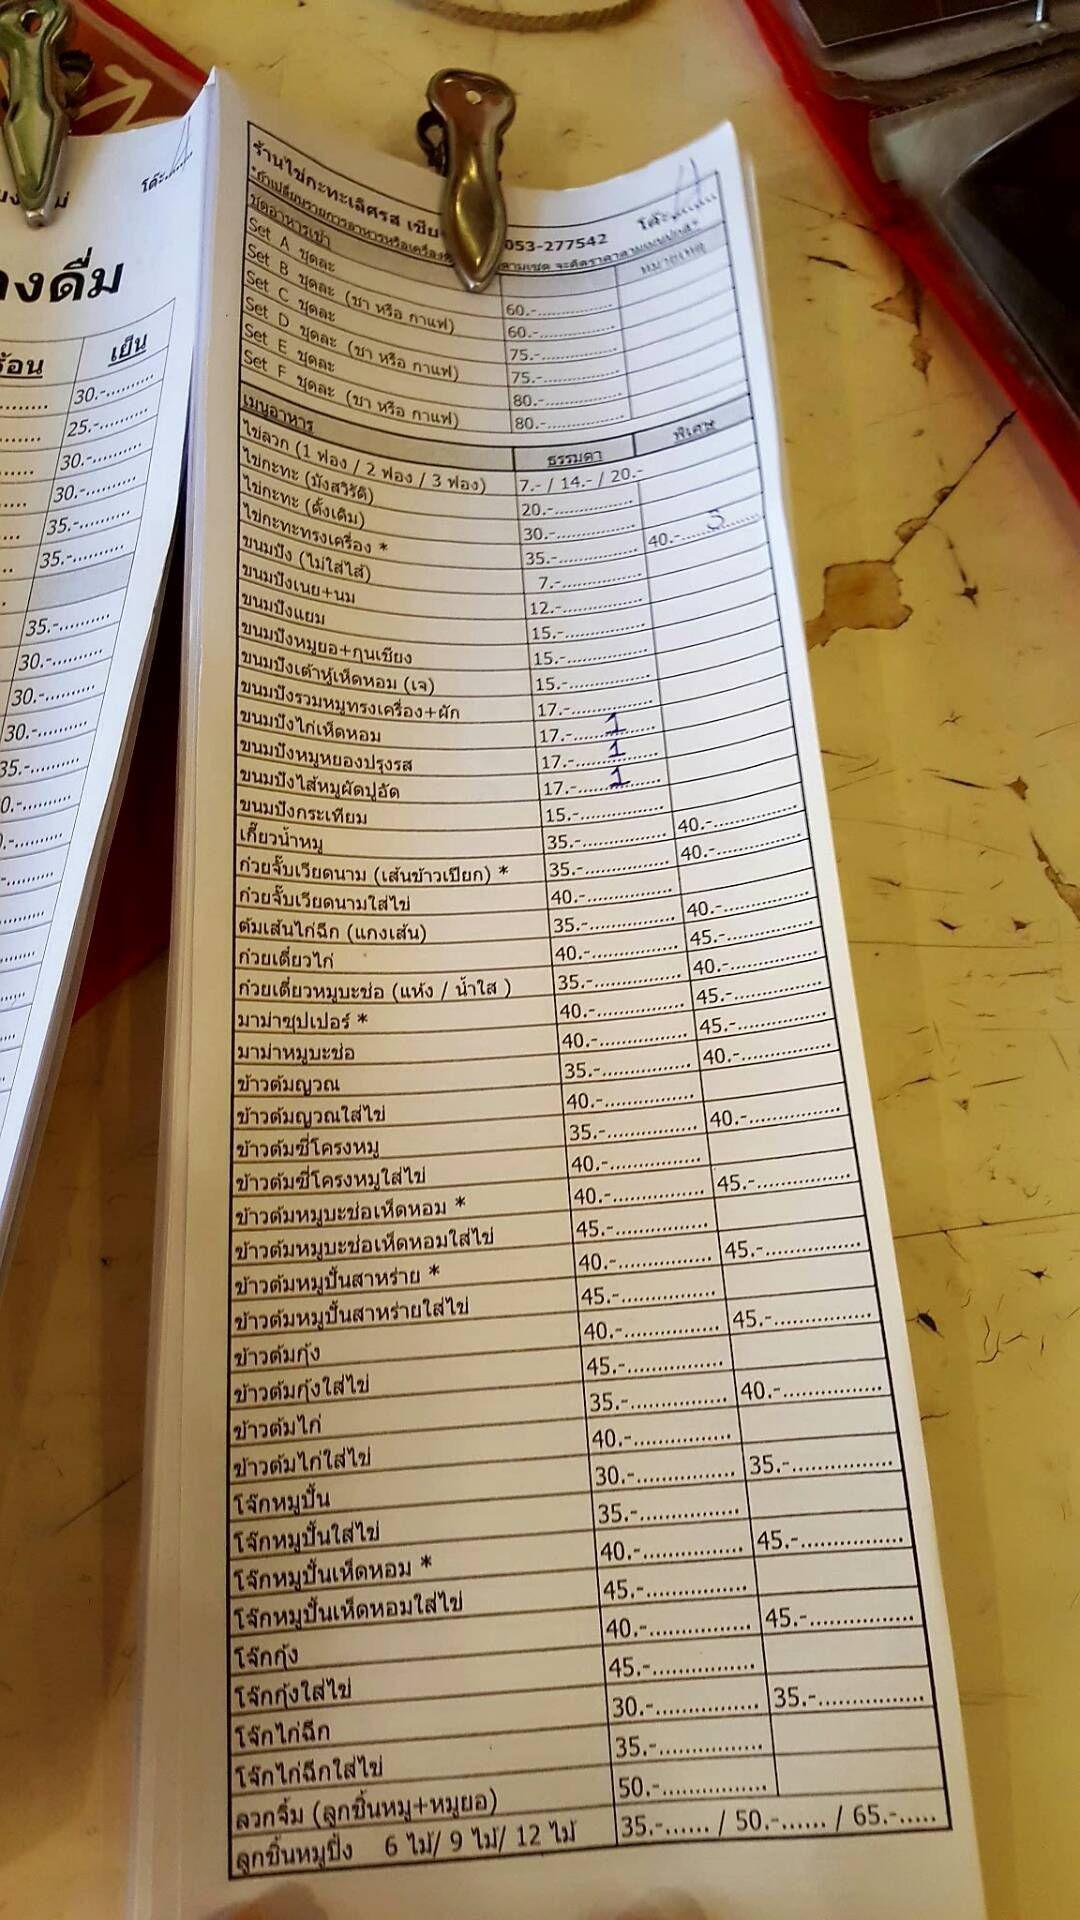 โต๊ะ
งดื่ม
ร้อน เย็น
30.-
25.-
30.-
30.-
35.-
35.-
35.-
30.-
30.-
30.-
35.-
ร้านไข่กะทะเลิศรส เชีย 053-277542 โต๊ะ 11
ชุดอาหารเช้า หมายเหตุ
Set A ชุดละ 60.-
Set B ชุดละ (ชา หรือ กาแฟ) 60.-
Set C ชุดละ 75.-
Set D ชุดละ (ชา หรือ กาแฟ) 75.-
Set E ชุดละ 80.-
Set F ชุดละ (ชา หรือ กาแฟ) 80.-
เมนูอาหาร ธรรมดา พิเศษ
ไข่ลวก (1 ฟอง / 2 ฟอง / 3 ฟอง) 7.- / 14.- / 20.-
ไข่กะทะ (มังสวิรัติ) 20.-
ไข่กะทะ (ดั้งเดิม) 30.-
ไข่กะทะทรงเครื่อง * 35.- 40.- 3
ขนมปัง (ไม่ใส่ไส้) 7.-
ขนมปังเนย+นม 12.-
ขนมปังแยม 15.-
ขนมปังหมูยอ+กุนเชียง 15.-
ขนมปังเต้าหู้เห็ดหอม (เจ) 15.-
ขนมปังรวมหมูทรงเครื่อง+ผัก 17.-
ขนมปังไก่เห็ดหอม 17.- 1
ขนมปังหมูหยองปรุงรส 17.- 1
ขนมปังไส้หมูผัดปูอัด 17.- 1
ขนมปังกระเทียม 15.-
เกี๊ยวน้ำหมู 35.- 40.-
ก๋วยจั๊บเวียดนาม (เส้นข้าวเปียก) * 35.- 40.-
ก๋วยจั๊บเวียดนามใส่ไข่ 40.-
ต้มเส้นไก่ฉีก (แกงเส้น) 35.- 40.-
ก๋วยเตี๋ยวไก่ 40.- 45.-
ก๋วยเตี๋ยวหมูบะช่อ (แห้ง / น้ำใส ) 35.- 40.-
มาม่าซุปเปอร์ * 40.- 45.-
มาม่าหมูบะช่อ 40.- 45.-
ข้าวต้มญวณ 35.- 40.-
ข้าวต้มญวณใส่ไข่ 40.-
ข้าวต้มซี่โครงหมู 35.- 40.-
ข้าวต้มซี่โครงหมูใส่ไข่ 40.-
ข้าวต้มหมูบะช่อเห็ดหอม * 40.- 45.-
ข้าวต้มหมูบะช่อเห็ดหอมใส่ไข่ 45.-
ข้าวต้มหมูปั้นสาหร่าย * 40.- 45.-
ข้าวต้มหมูปั้นสาหร่ายใส่ไข่ 45.-
ข้าวต้มกุ้ง 40.- 45.-
ข้าวต้มกุ้งใส่ไข่ 45.-
ข้าวต้มไก่ 35.- 40.-
ข้าวต้มไก่ใส่ไข่ 40.-
โจ๊กหมูปั้น 30.- 35.-
โจ๊กหมูปั้นใส่ไข่ 35.-
โจ๊กหมูปั้นเห็ดหอม * 40.- 45.-
โจ๊กหมูปั้นเห็ดหอมใส่ไข่ 45.-
โจ๊กกุ้ง 40.- 45.-
โจ๊กกุ้งใส่ไข่ 45.-
โจ๊กไก่ฉีก 30.- 35.-
โจ๊กไก่ฉีกใส่ไข่ 35.-
ลวกจิ้ม (ลูกชิ้นหมู+หมูยอ) 50.-
ลูกชิ้นหมูปิ้ง 6 ไม้/ 9 ไม้/ 12 ไม้ 35.-...... / 50.-...... / 65.-.....